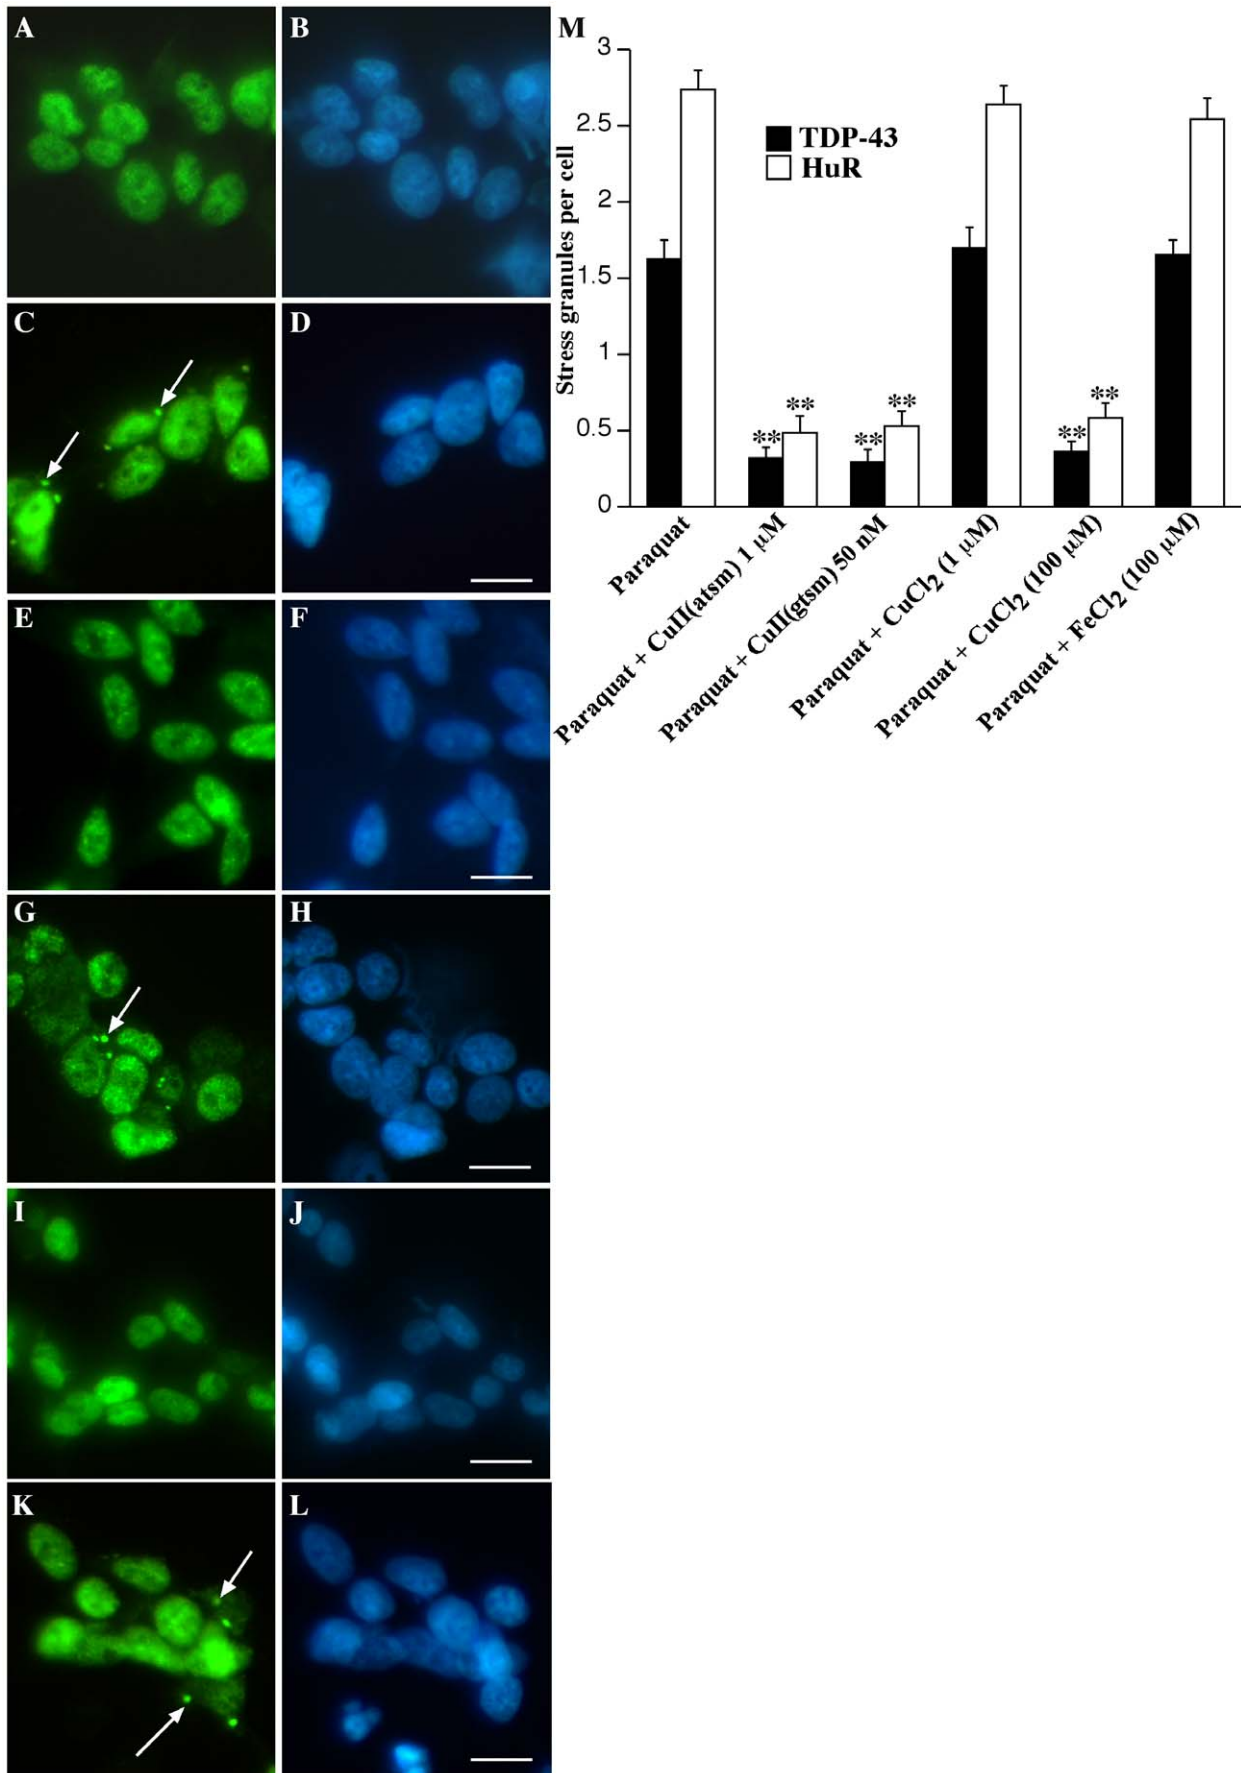 A
B
C
D
E
F
G
H
I
J
K
L
M
3
2.5
2
1.5
1
0.5
0
Stress granules per cell
TDP-43
HuR
**
**
**
**
**
**
Paraquat
Paraquat + CuII(atsm) 1 μM
Paraquat + CuII(gtsm) 50 nM
Paraquat + CuCl₂ (1 μM)
Paraquat + CuCl₂ (100 μM)
Paraquat + FeCl₂ (100 μM)